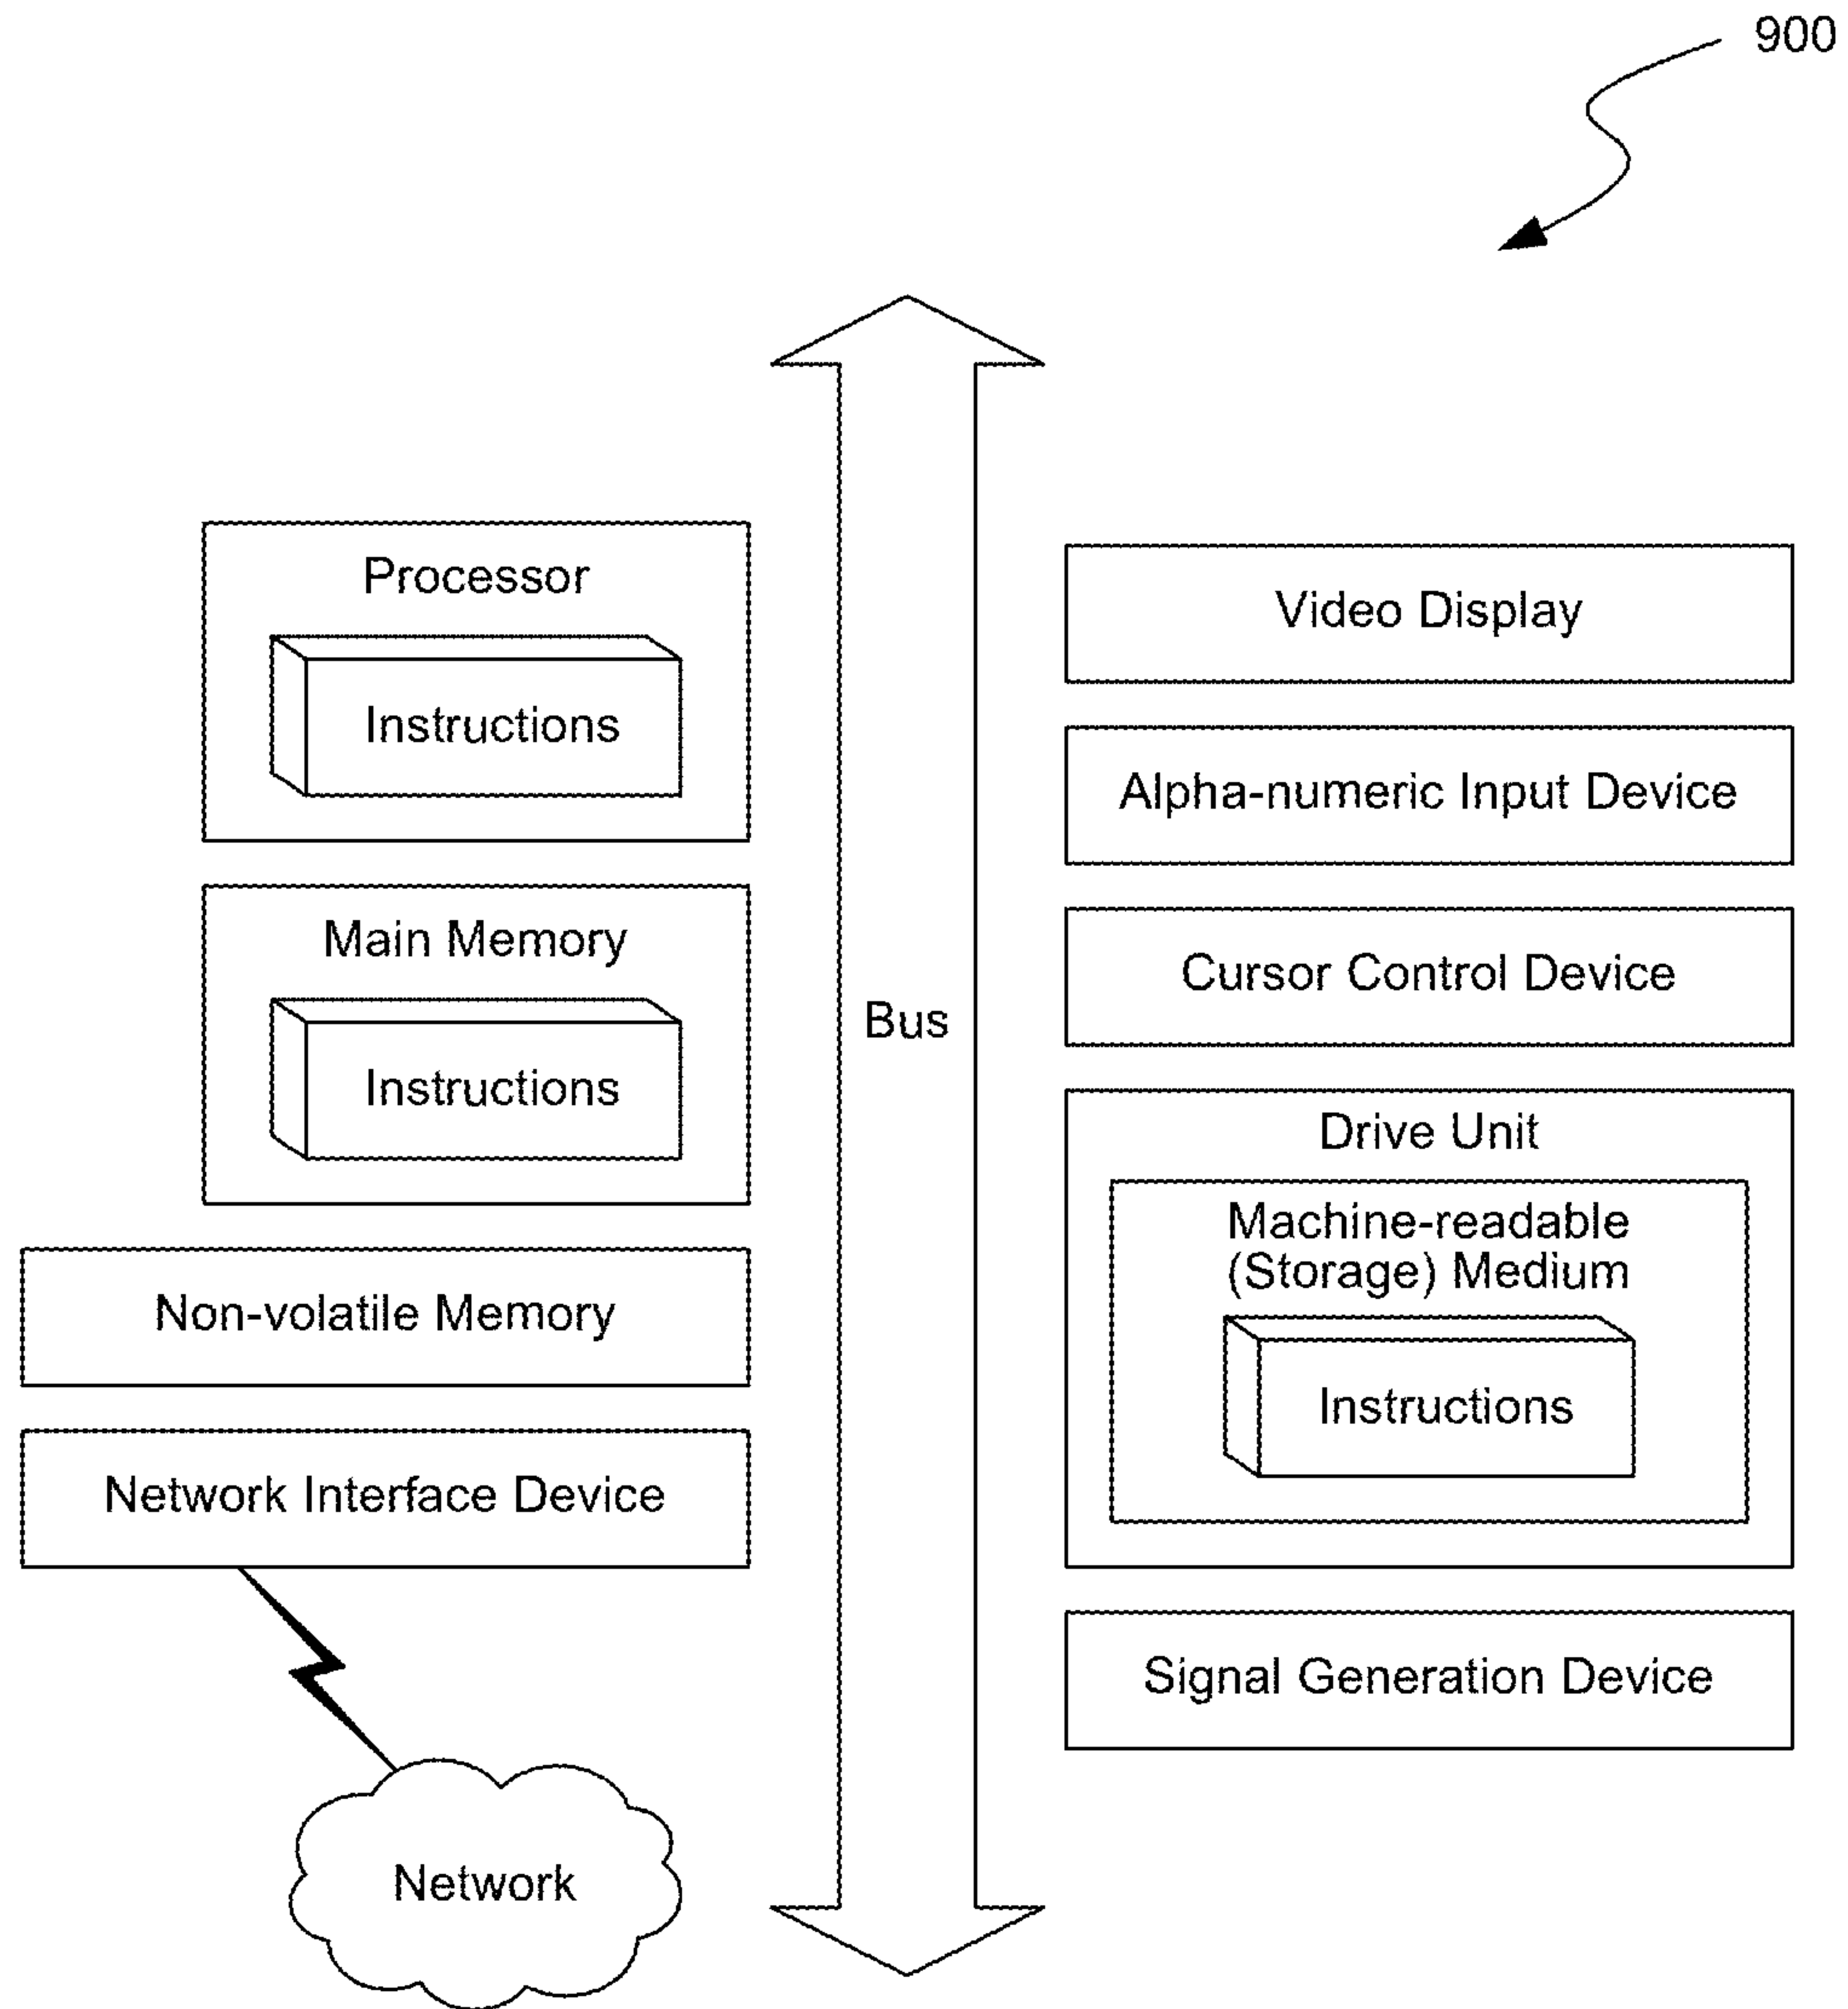 900
Processor
Instructions
Main Memory
Instructions
Non-volatile Memory
Network Interface Device
Network
Bus
Video Display
Alpha-numeric Input Device
Cursor Control Device
Drive Unit
Machine-readable
(Storage) Medium
Instructions
Signal Generation Device